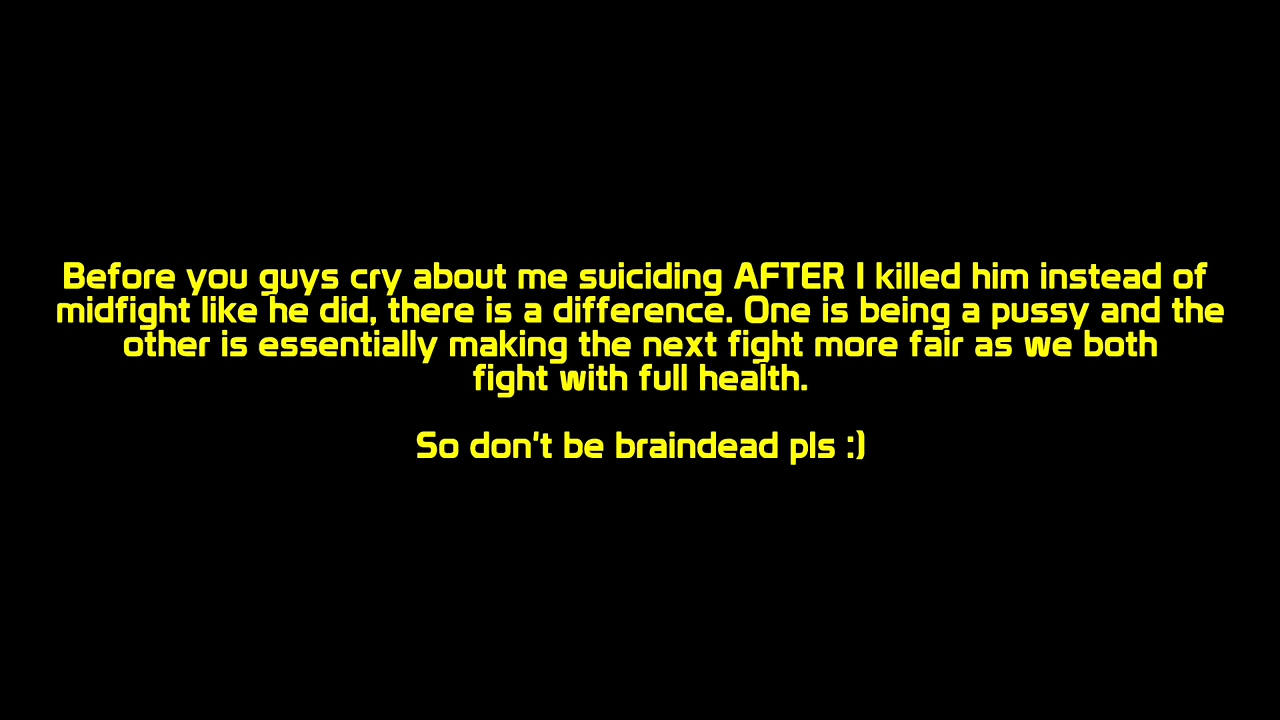 Before you guys cry about me suiciding AFTER I killed him instead of
midfight like he did, there is a difference. One is being a pussy and the
other is essentially making the next fight more fair as we both
fight with full health.
So don't be braindead pls :)